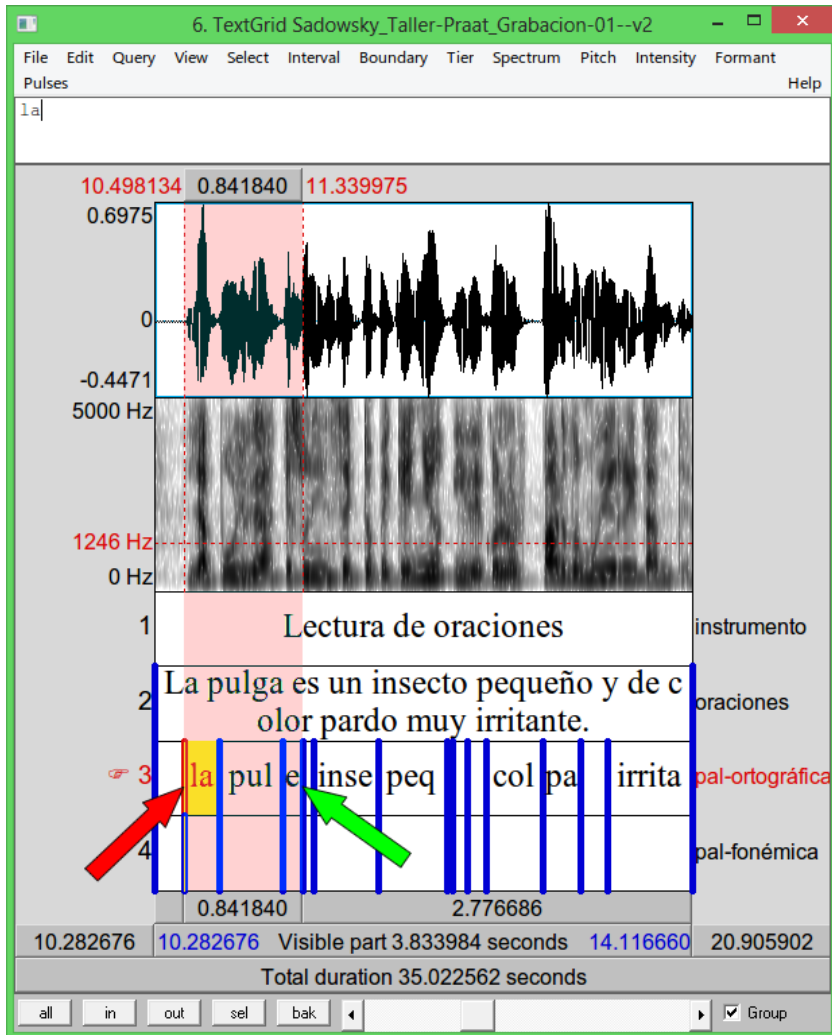 6. TextGrid Sadowsky_Taller-Praat_Grabacion-01--v2
File Edit Query View Select Interval Boundary Tier Spectrum Pitch Intensity Formant
Pulses Help
la
10.498134 0.841840 11.339975
0.6975
0
-0.4471
5000 Hz
1246 Hz
0 Hz
1 Lectura de oraciones instrumento
2 La pulga es un insecto pequeño y de c oraciones
olor pardo muy irritante.
☞ 3 la pul e inse peq col pa irrita pal-ortográfica
4 pal-fonémica
0.841840 2.776686
10.282676 10.282676 Visible part 3.833984 seconds 14.116660 20.905902
Total duration 35.022562 seconds
all in out sel bak Group